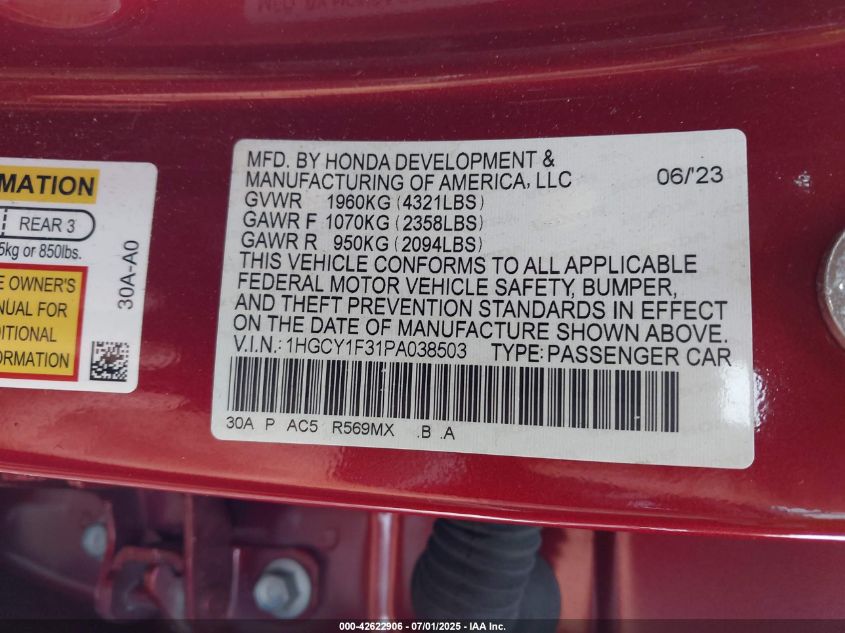 MATION
REAR 3
5kg or 850lbs.
E OWNER'S
NUAL FOR
DITIONAL
ORMATION
30A-A0
MFD. BY HONDA DEVELOPMENT &
MANUFACTURING OF AMERICA, LLC 06/'23
GVWR 1960KG (4321LBS)
GAWR F 1070KG (2358LBS)
GAWR R 950KG (2094LBS)
THIS VEHICLE CONFORMS TO ALL APPLICABLE
FEDERAL MOTOR VEHICLE SAFETY, BUMPER,
AND THEFT PREVENTION STANDARDS IN EFFECT
ON THE DATE OF MANUFACTURE SHOWN ABOVE.
V.I.N.: 1HGCY1F31PA038503 TYPE: PASSENGER CAR
30A P AC5 R569MX .B .A
000-42622906 - 07/01/2025 - IAA Inc.